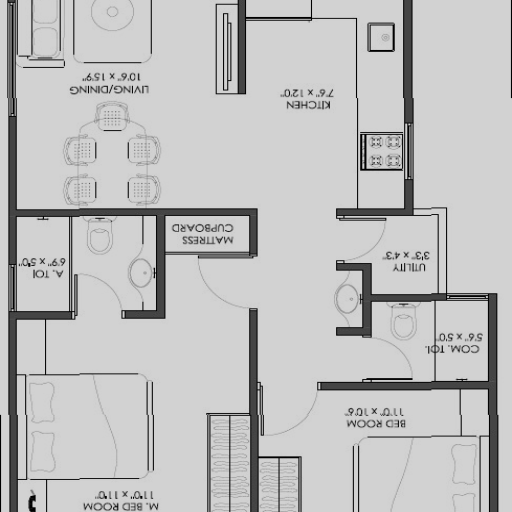 M. BED ROOM
11'0" x 11'0"
BED ROOM
11'0" x 10'6"
COM. TOI.
5'6" x 5'0"
UTILITY
3'3" x 4'3"
A. TOI.
6'9" x 5'0"
MATTRESS
CUPBOARD
KITCHEN
7'6" x 12'0"
LIVING/DINING
10'6" x 15'9"